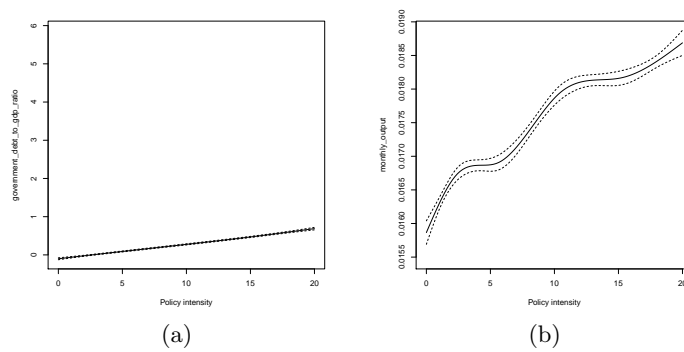 government_debt_to_gdp_ratio
6
5
4
3
2
1
0
0 5 10 15 20
Policy intensity
(a)
monthly_output
0.0190
0.0185
0.0180
0.0175
0.0170
0.0165
0.0160
0.0155
0 5 10 15 20
Policy intensity
(b)